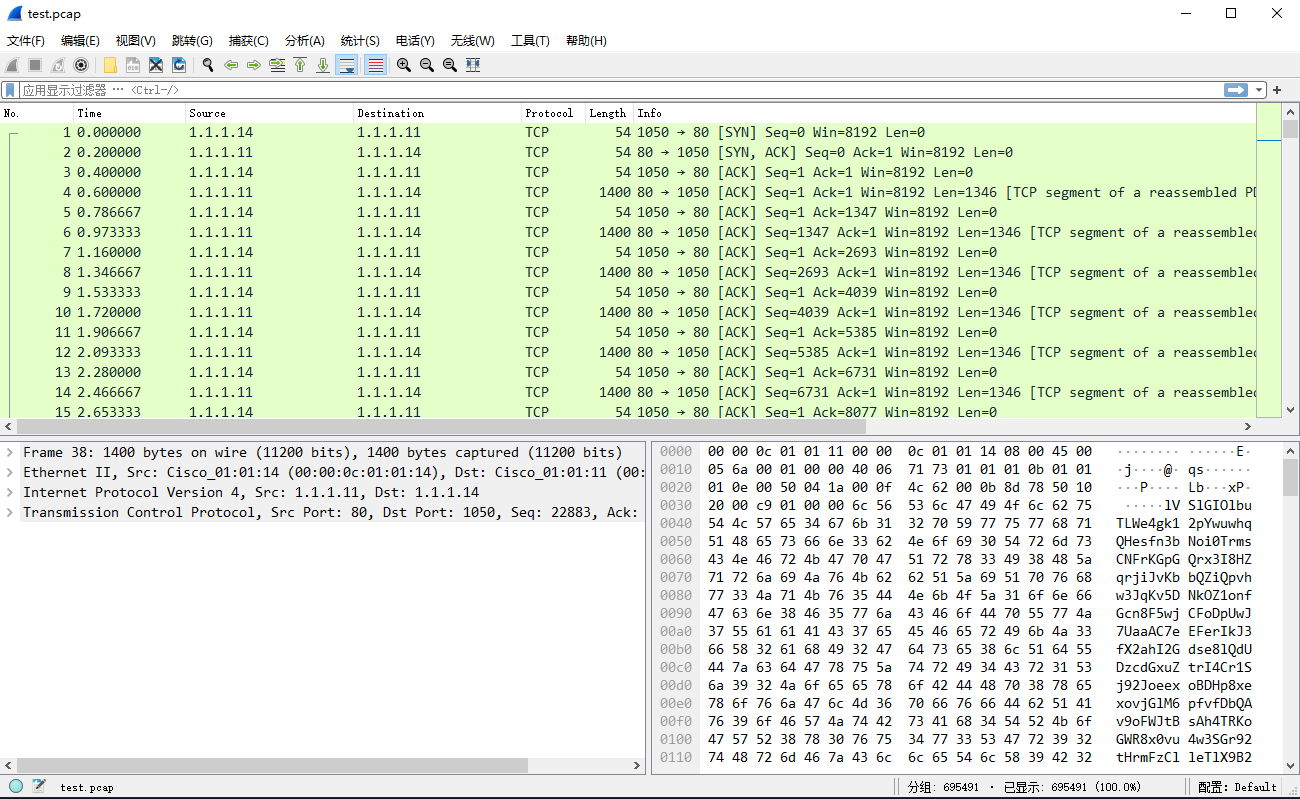 test.pcap
文件(F) 编辑(E) 视图(V) 跳转(G) 捕获(C) 分析(A) 统计(S) 电话(Y) 无线(W) 工具(T) 帮助(H)
应用显示过滤器 … <Ctrl-/>
No. Time Source Destination Protocol Length Info
1 0.000000 1.1.1.14 1.1.1.11 TCP 54 1050 → 80 [SYN] Seq=0 Win=8192 Len=0
2 0.200000 1.1.1.11 1.1.1.14 TCP 54 80 → 1050 [SYN, ACK] Seq=0 Ack=1 Win=8192 Len=0
3 0.400000 1.1.1.14 1.1.1.11 TCP 54 1050 → 80 [ACK] Seq=1 Ack=1 Win=8192 Len=0
4 0.600000 1.1.1.11 1.1.1.14 TCP 1400 80 → 1050 [ACK] Seq=1 Ack=1 Win=8192 Len=1346 [TCP segment of a reassembled PD
5 0.786667 1.1.1.14 1.1.1.11 TCP 54 1050 → 80 [ACK] Seq=1 Ack=1347 Win=8192 Len=0
6 0.973333 1.1.1.11 1.1.1.14 TCP 1400 80 → 1050 [ACK] Seq=1347 Ack=1 Win=8192 Len=1346 [TCP segment of a reassembled
7 1.160000 1.1.1.14 1.1.1.11 TCP 54 1050 → 80 [ACK] Seq=1 Ack=2693 Win=8192 Len=0
8 1.346667 1.1.1.11 1.1.1.14 TCP 1400 80 → 1050 [ACK] Seq=2693 Ack=1 Win=8192 Len=1346 [TCP segment of a reassembled
9 1.533333 1.1.1.14 1.1.1.11 TCP 54 1050 → 80 [ACK] Seq=1 Ack=4039 Win=8192 Len=0
10 1.720000 1.1.1.11 1.1.1.14 TCP 1400 80 → 1050 [ACK] Seq=4039 Ack=1 Win=8192 Len=1346 [TCP segment of a reassembled
11 1.906667 1.1.1.14 1.1.1.11 TCP 54 1050 → 80 [ACK] Seq=1 Ack=5385 Win=8192 Len=0
12 2.093333 1.1.1.11 1.1.1.14 TCP 1400 80 → 1050 [ACK] Seq=5385 Ack=1 Win=8192 Len=1346 [TCP segment of a reassembled
13 2.280000 1.1.1.14 1.1.1.11 TCP 54 1050 → 80 [ACK] Seq=1 Ack=6731 Win=8192 Len=0
14 2.466667 1.1.1.11 1.1.1.14 TCP 1400 80 → 1050 [ACK] Seq=6731 Ack=1 Win=8192 Len=1346 [TCP segment of a reassembled
15 2.653333 1.1.1.14 1.1.1.11 TCP 54 1050 → 80 [ACK] Seq=1 Ack=8077 Win=8192 Len=0
Frame 38: 1400 bytes on wire (11200 bits), 1400 bytes captured (11200 bits)
Ethernet II, Src: Cisco_01:01:14 (00:00:0c:01:01:14), Dst: Cisco_01:01:11 (00:
Internet Protocol Version 4, Src: 1.1.1.11, Dst: 1.1.1.14
Transmission Control Protocol, Src Port: 80, Dst Port: 1050, Seq: 22883, Ack:
0000 00 00 0c 01 01 11 00 00 0c 01 01 14 08 00 45 00 ········ ······E·
0010 05 6a 00 01 00 00 40 06 71 73 01 01 01 0b 01 01 ·j····@· qs······
0020 01 0e 00 50 04 1a 00 0f 4c 62 00 0b 8d 78 50 10 ···P···· Lb···xP·
0030 20 00 c9 01 00 00 6c 56 53 6c 47 49 4f 6c 62 75 ·····lV SlGIOlbu
0040 54 4c 57 65 34 67 6b 31 32 70 59 77 75 77 68 71 TLWe4gk1 2pYwuwhq
0050 51 48 65 73 66 6e 33 62 4e 6f 69 30 54 72 6d 73 QHesfn3b Noi0Trms
0060 43 4e 46 72 4b 47 70 47 51 72 78 33 49 38 48 5a CNFrKGpG Qrx3I8HZ
0070 71 72 6a 69 4a 76 4b 62 62 51 5a 69 51 70 76 68 qrjiJvKb bQZiQpvh
0080 77 33 4a 71 4b 76 35 44 4e 6b 4f 5a 31 6f 6e 66 w3JqKv5D NkOZ1onf
0090 47 63 6e 38 46 35 77 6a 43 46 6f 44 70 55 77 4a Gcn8F5wj CFoDpUwJ
00a0 37 55 61 61 41 43 37 65 45 46 65 72 49 6b 4a 33 7UaaAC7e EFerIkJ3
00b0 66 58 32 61 68 49 32 47 64 73 65 38 6c 51 64 55 fX2ahI2G dse8lQdU
00c0 44 7a 63 64 47 78 75 5a 74 72 49 34 43 72 31 53 DzcdGxuZ trI4Cr1S
00d0 6a 39 32 4a 6f 65 65 78 6f 42 44 48 70 38 78 65 j92Joeex oBDHp8xe
00e0 78 6f 76 6a 47 6c 4d 36 70 66 76 66 44 62 51 41 xovjGlM6 pfvfDbQA
00f0 76 39 6f 46 57 4a 74 42 73 41 68 34 54 52 4b 6f v9oFWJtB sAh4TRKo
0100 47 57 52 38 78 30 76 75 34 77 33 53 47 72 39 32 GWR8x0vu 4w3SGr92
0110 74 48 72 6d 46 7a 43 6c 6c 65 54 6c 58 39 42 32 tHrmFzCl leTlX9B2
test.pcap 分组: 695491 · 已显示: 695491 (100.0%) 配置: Default